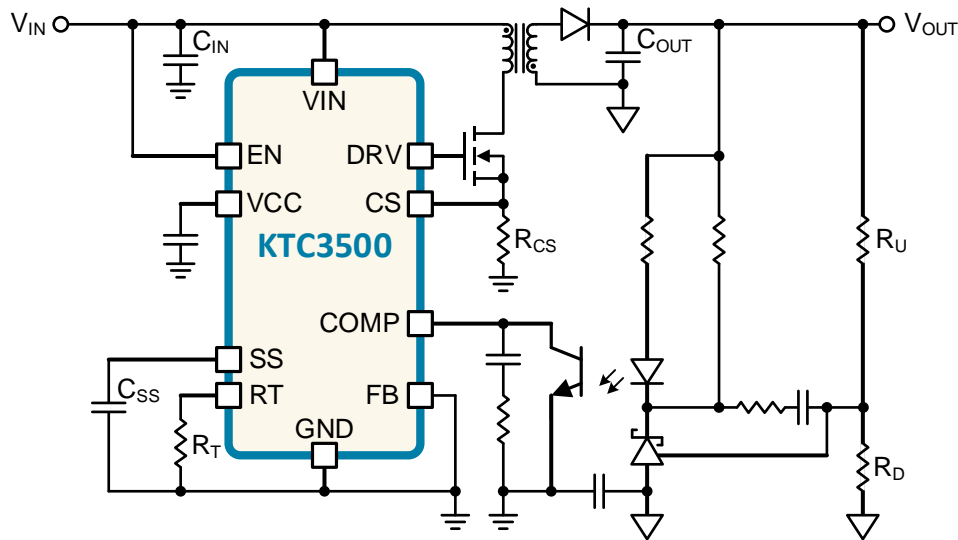 VIN
CIN
COUT
VOUT
VIN
EN
DRV
VCC
CS
KTC3500
RCS
RU
COMP
SS
CSS
RT
FB
GND
RT
RD